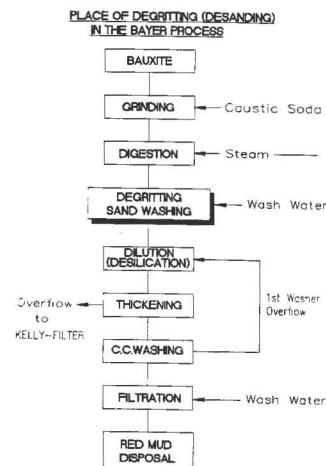 PLACE OF DEGRITTING (DESANDING)
IN THE BAYER PROCESS
BAUXITE
GRINDING
Caustic Soda
DIGESTION
Steam
DEGRITTING
SAND WASHING
Wash Water
DILUTION
(DESILICATION)
1st Wesner
Overflow
Overflow
to
KELLY-FILTER
THICKENING
C.C.WASHING
FILTRATION
Wash Water
RED MUD
DISPOSAL